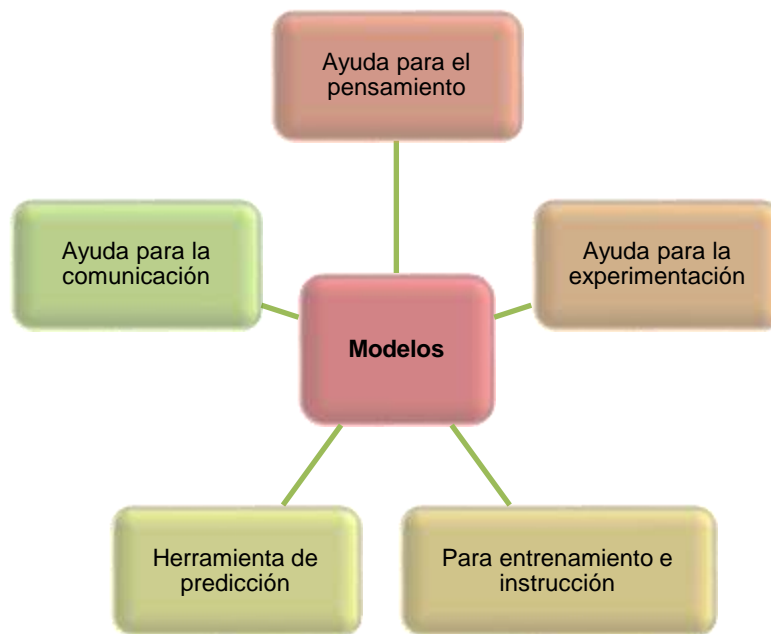 Ayuda para el
pensamiento
Ayuda para la
comunicación
Ayuda para la
experimentación
Modelos
Herramienta de
predicción
Para entrenamiento e
instrucción